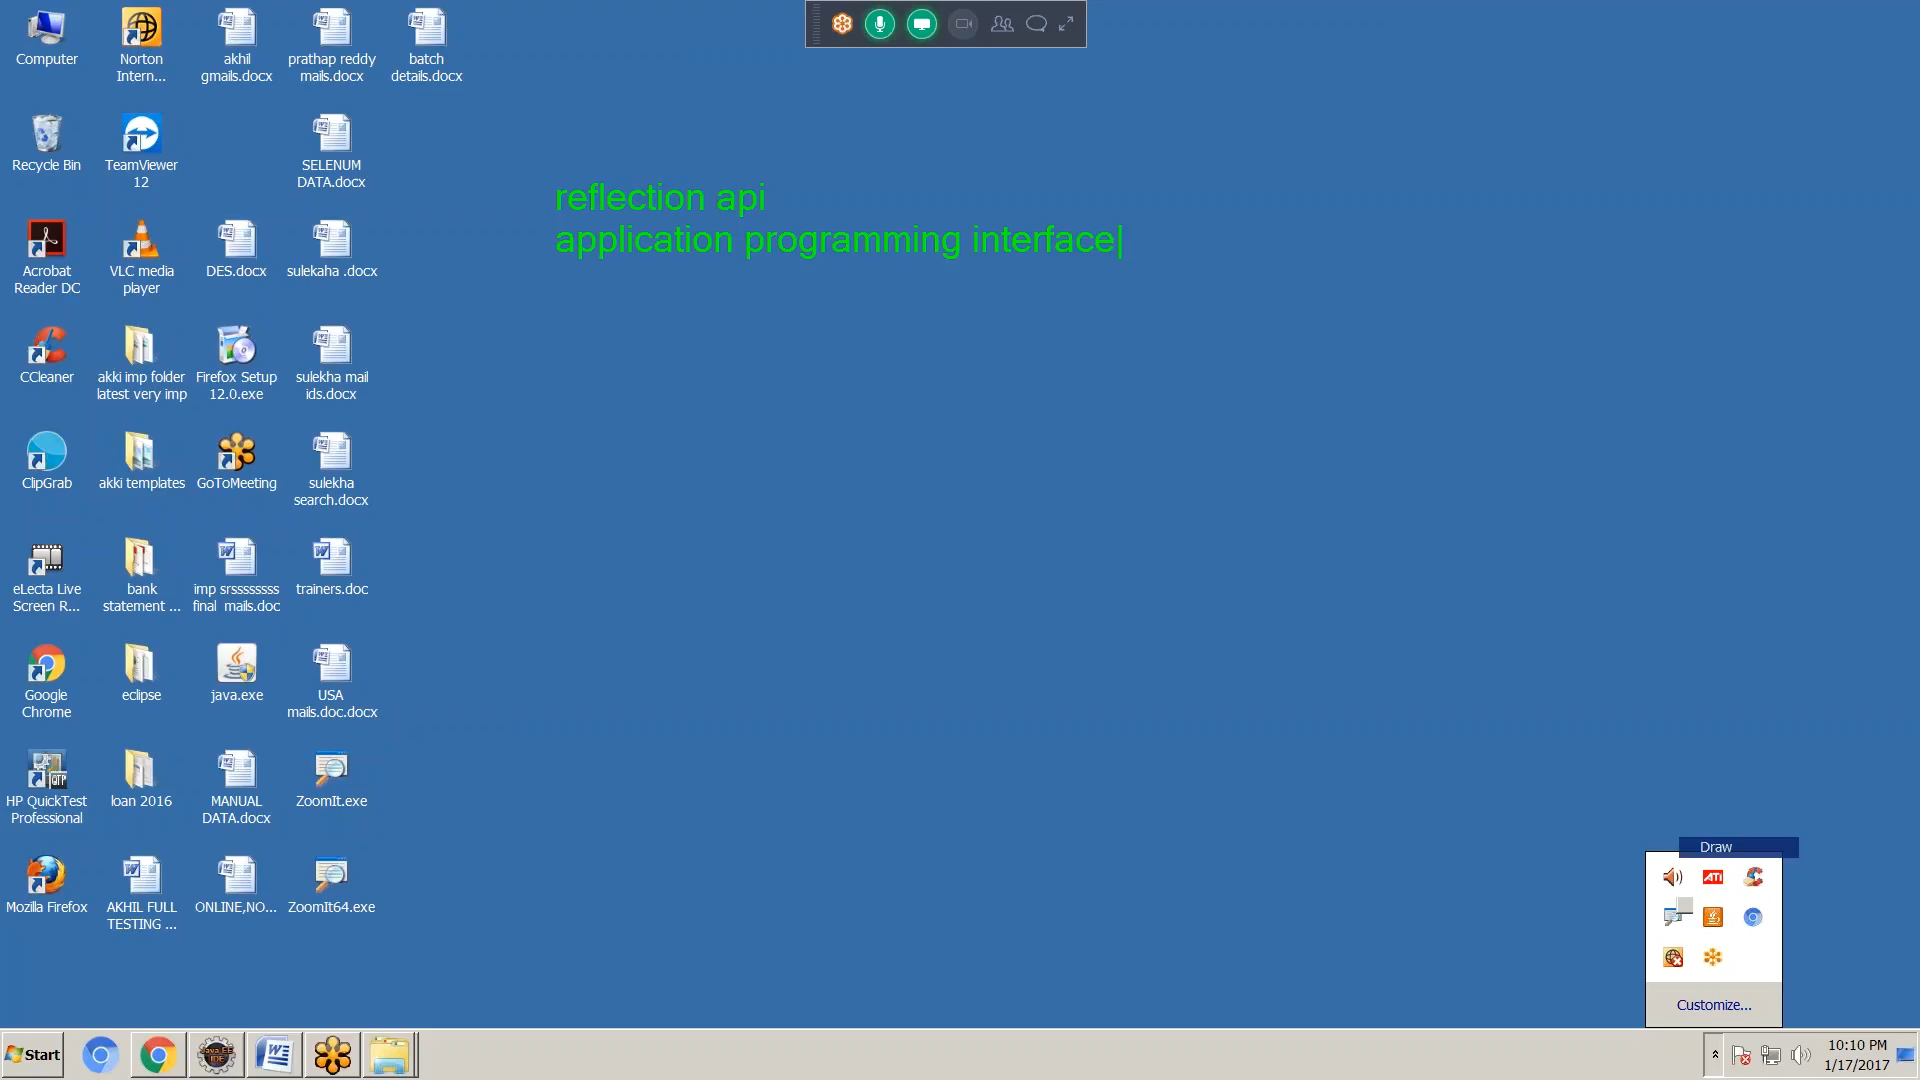 Computer
Norton
Intern...
akhil
gmails.docx
prathap reddy
mails.docx
batch
details.docx
Recycle Bin
TeamViewer
12
SELENUM
DATA.docx
reflection api
application programming interface
Acrobat
Reader DC
VLC media
player
DES.docx
sulekaha .docx
CCleaner
akki imp folder
latest very imp
Firefox Setup
12.0.exe
sulekha mail
ids.docx
ClipGrab
akki templates
GoToMeeting
sulekha
search.docx
eLecta Live
Screen R...
bank
statement ...
imp srsssssssss
final mails.doc
trainers.doc
Google
Chrome
eclipse
java.exe
USA
mails.doc.docx
HP QuickTest
Professional
loan 2016
MANUAL
DATA.docx
ZoomIt.exe
Mozilla Firefox
AKHIL FULL
TESTING ...
ONLINE,NO...
ZoomIt64.exe
Draw
ATI
Customize...
Start
Java EE
IDE
10:10 PM
1/17/2017